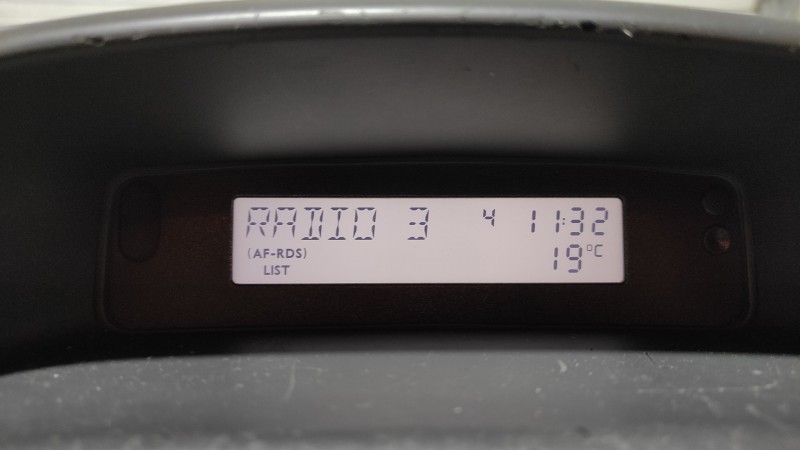 RADIO 3 4 11:32
(AF-RDS) 19°C
LIST